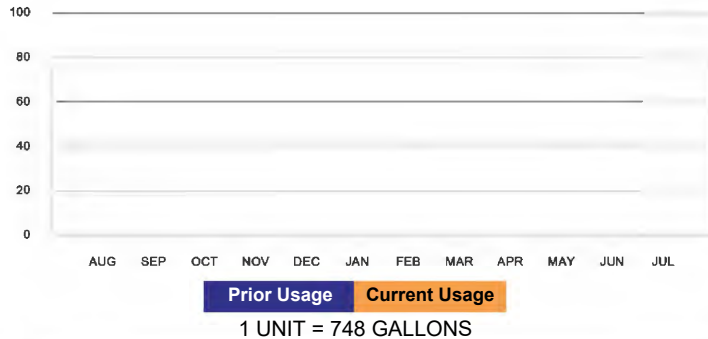 100
80
60
40
20
0
AUG SEP OCT NOV DEC JAN FEB MAR APR MAY JUN JUL
Prior Usage Current Usage
1 UNIT = 748 GALLONS